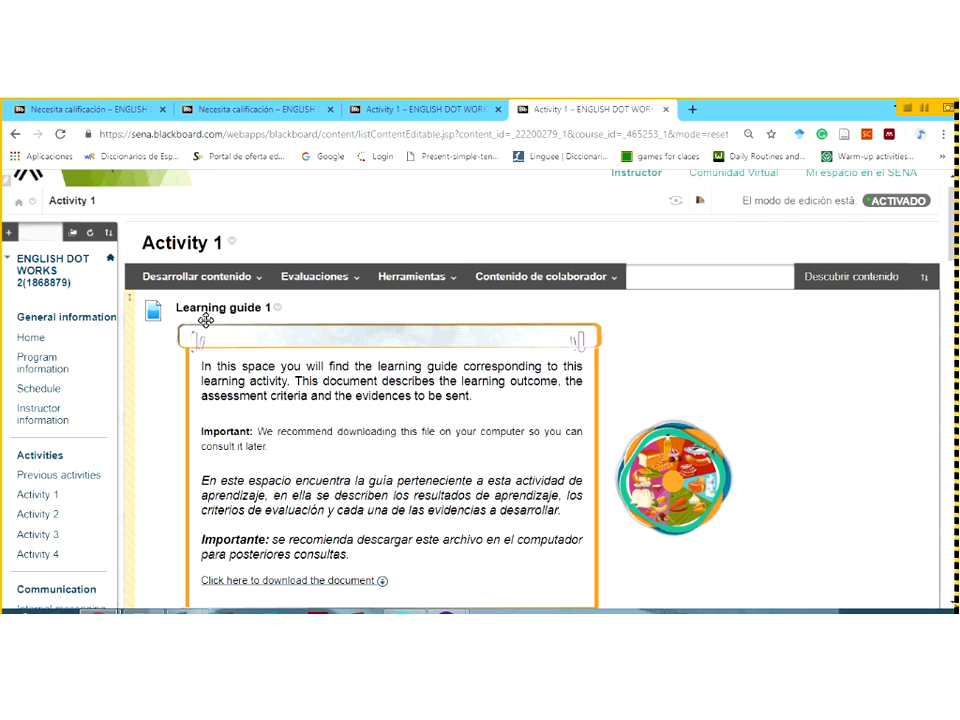 Necesita calificación – ENGLISH
Necesita calificación – ENGLISH
Activity 1 – ENGLISH DOT WORK
Activity 1 – ENGLISH DOT WOR
https://sena.blackboard.com/webapps/blackboard/content/listContentEditable.jsp?content_id=_22200279_1&course_id=_465253_1&mode=reset
Aplicaciones
Diccionarios de Esp...
Portal de oferta ed...
Google
Login
Present-simple-ten...
Linguee | Diccionari...
games for clases
Daily Routines and...
Warm-up activities...
Instructor
Comunidad Virtual
Mi espacio en el SENA
Activity 1
El modo de edición está:
ACTIVADO
ENGLISH DOT
WORKS
2(1868879)
General information
Home
Program
information
Schedule
Instructor
information
Activities
Previous activities
Activity 1
Activity 2
Activity 3
Activity 4
Communication
Internal messaging
Activity 1
Desarrollar contenido
Evaluaciones
Herramientas
Contenido de colaborador
Descubrir contenido
Learning guide 1
In this space you will find the learning guide corresponding to this
learning activity. This document describes the learning outcome, the
assessment criteria and the evidences to be sent.
Important: We recommend downloading this file on your computer so you can
consult it later.
En este espacio encuentra la guía perteneciente a esta actividad de
aprendizaje, en ella se describen los resultados de aprendizaje, los
criterios de evaluación y cada una de las evidencias a desarrollar.
Importante: se recomienda descargar este archivo en el computador
para posteriores consultas.
Click here to download the document